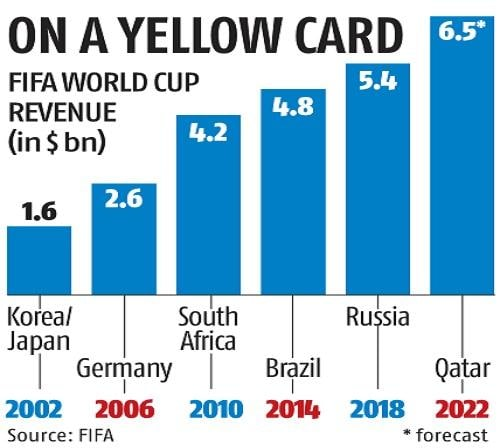 ON A YELLOW CARD
FIFA WORLD CUP
REVENUE
(in $ bn)
1.6
2.6
4.2
4.8
5.4
6.5*
Korea/
Japan
Germany
South
Africa
Brazil
Russia
Qatar
2002 2006 2010 2014 2018 2022
Source: FIFA * forecast